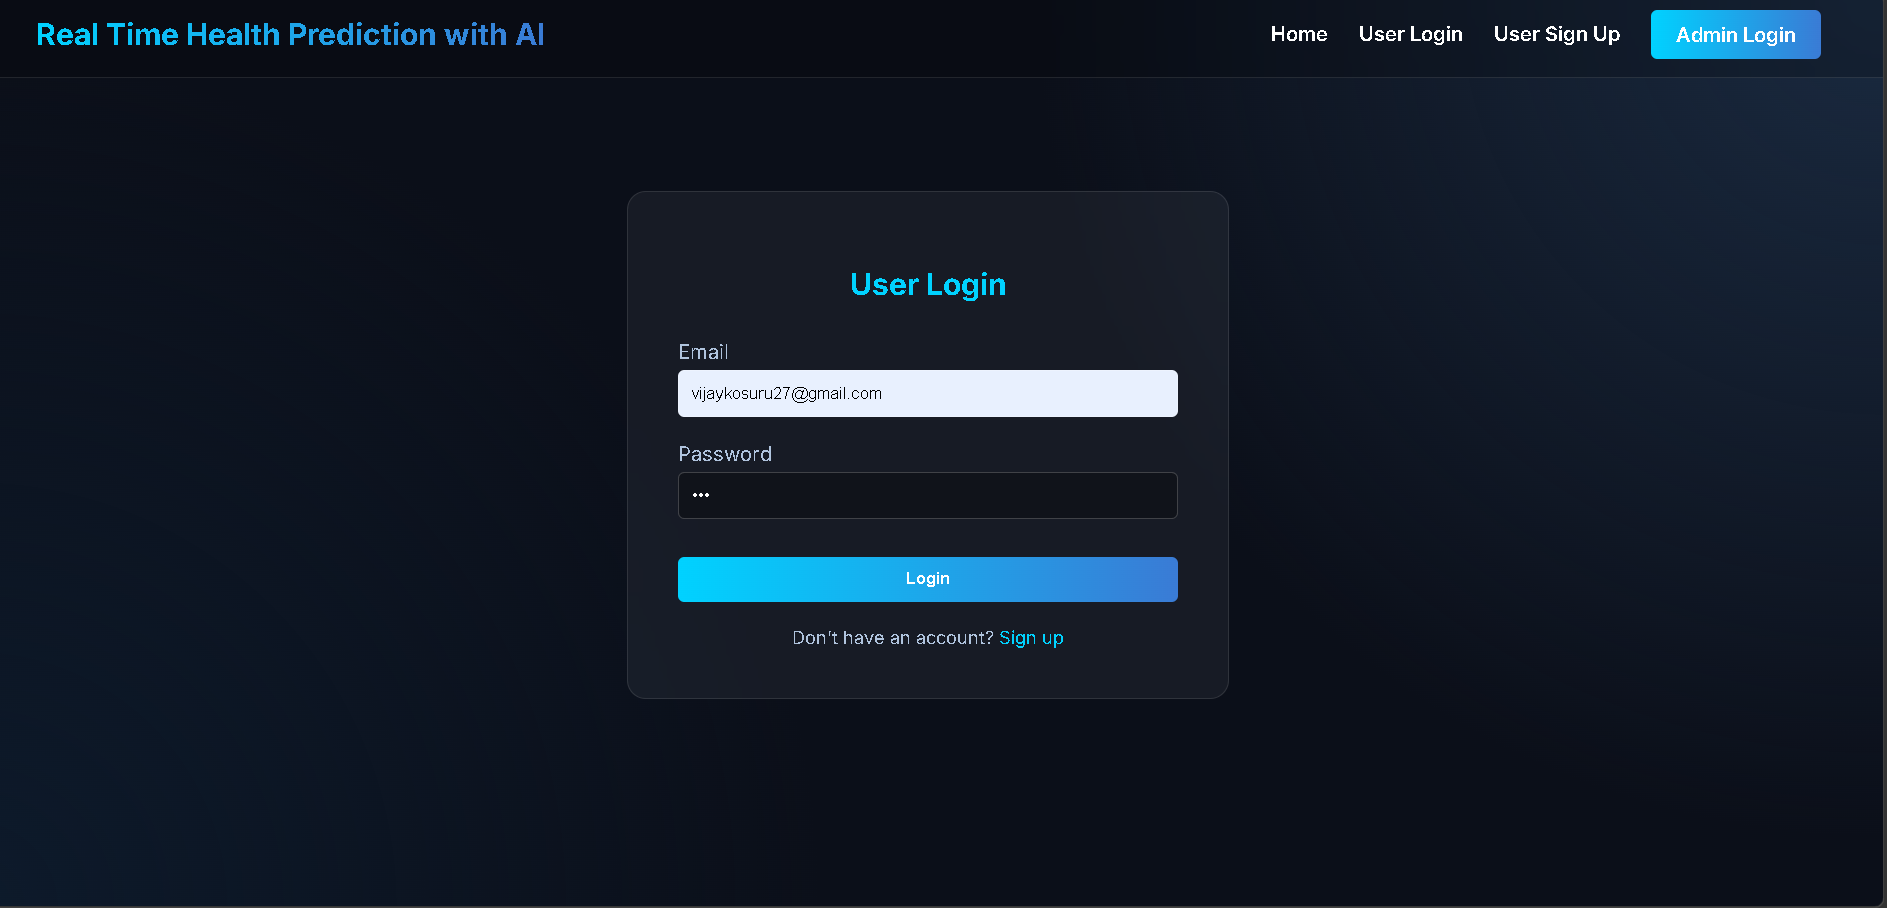 Real Time Health Prediction with AI
Home User Login User Sign Up Admin Login
User Login
Email
vijaykosuru27@gmail.com
Password
•••
Login
Don't have an account? Sign up